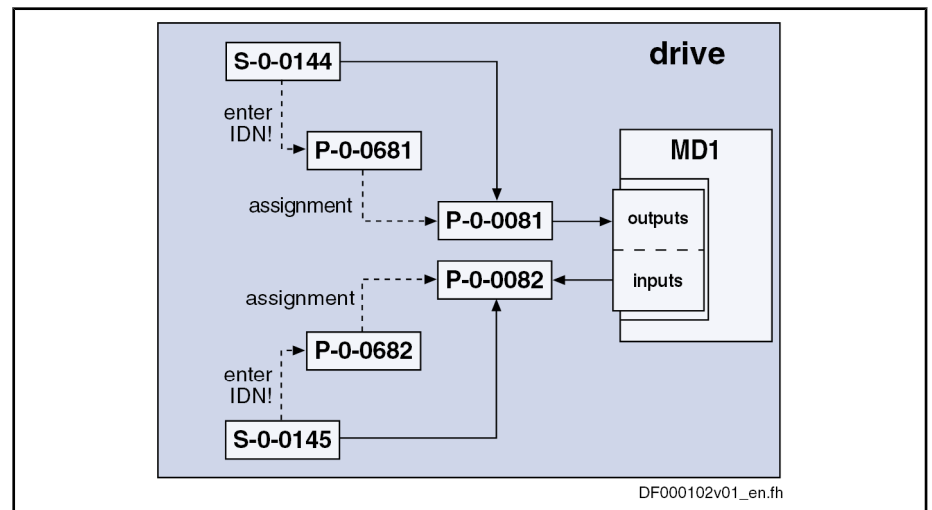 drive
S-0-0144
enter
IDN!
P-0-0681
MD1
assignment
P-0-0081
outputs
P-0-0082
inputs
assignment
P-0-0682
enter
IDN!
S-0-0145
DF000102v01_en.fh